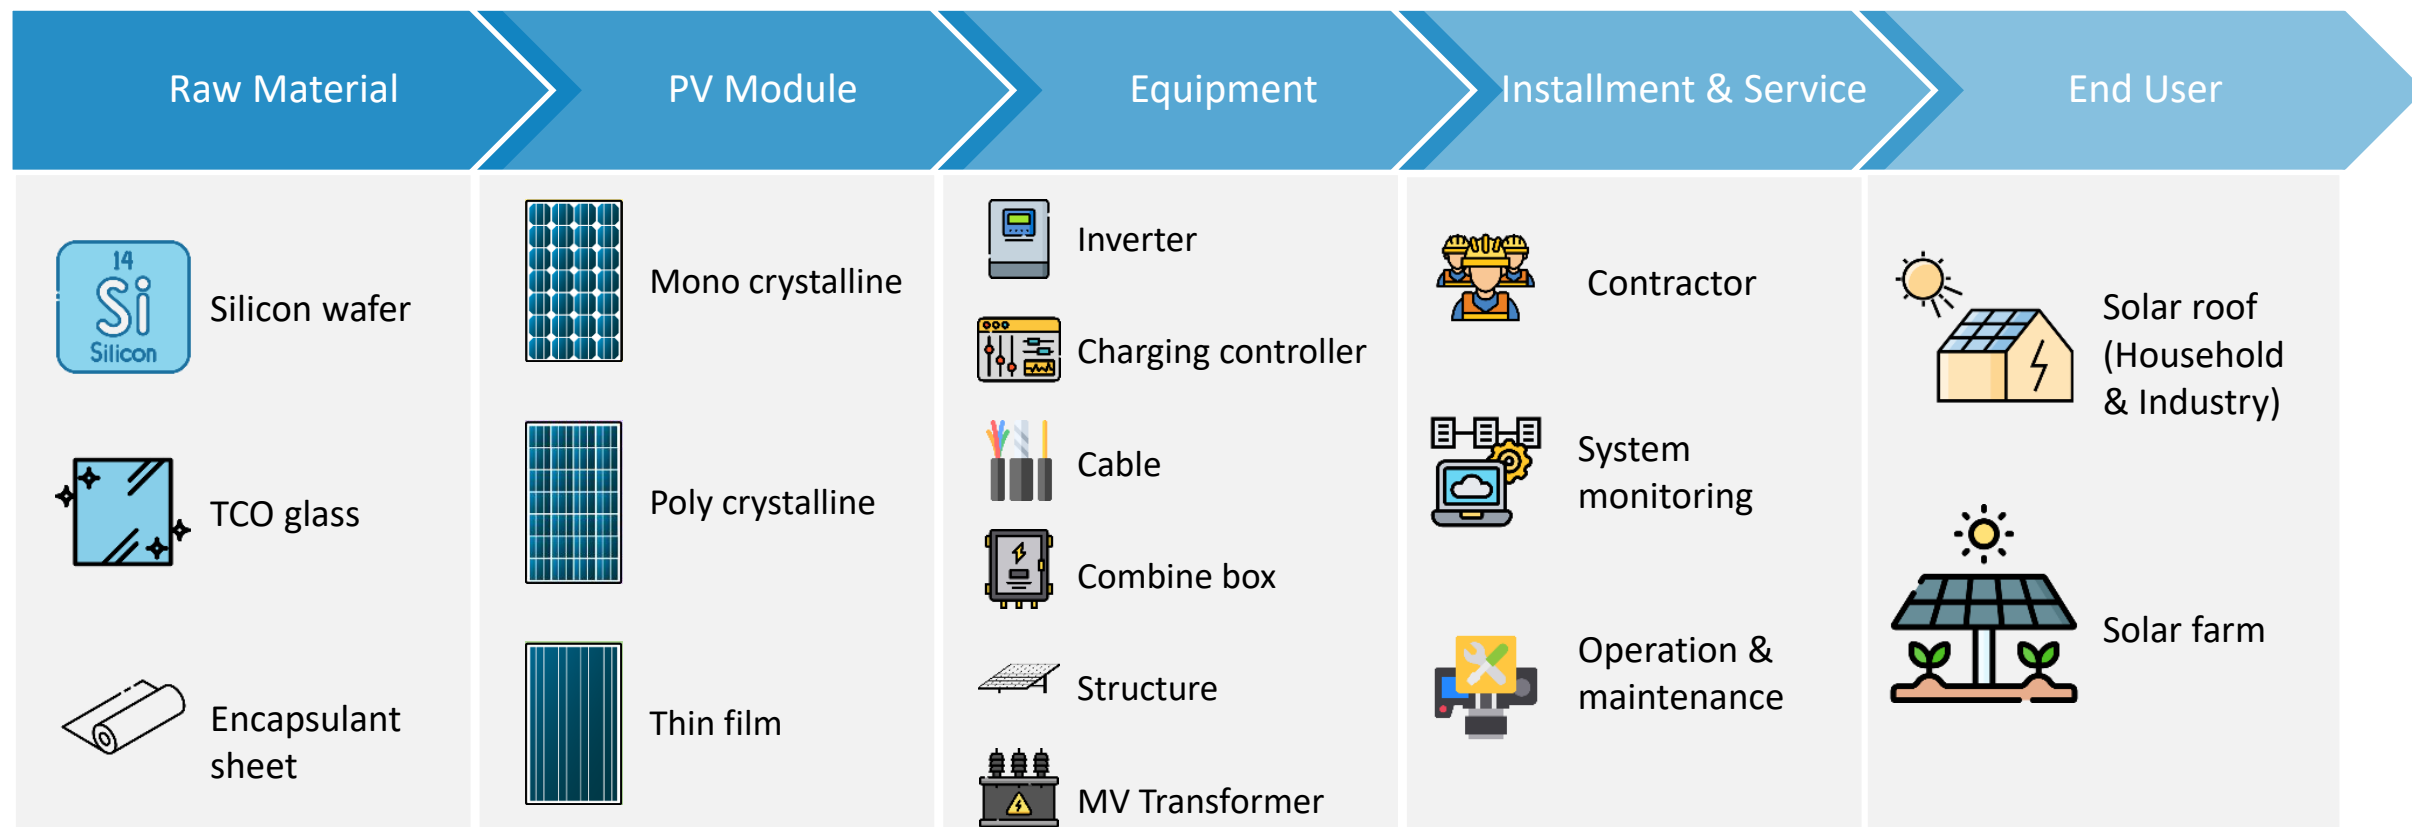 Raw Material
PV Module
Equipment
Installment & Service
End User
14
Si
Silicon
Silicon wafer
TCO glass
Encapsulant
sheet
Mono crystalline
Poly crystalline
Thin film
Inverter
Charging controller
Cable
Combine box
Structure
MV Transformer
Contractor
System
monitoring
Operation &
maintenance
Solar roof
(Household
& Industry)
Solar farm